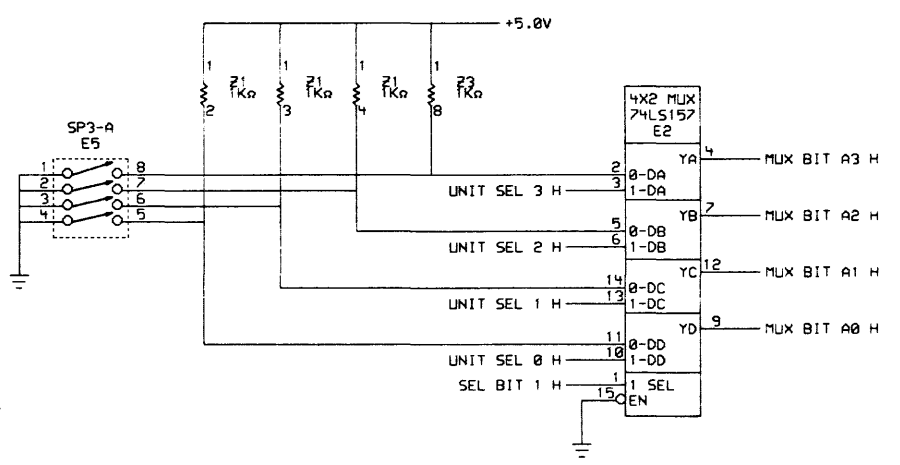 +5.0V
1 1 1 1
Z1 Z1 Z1 Z3
1KΩ 1KΩ 1KΩ 1KΩ
2 3 4 8
4X2 MUX
74LS157
E2
SP3-A
E5
1 8
2 7
3 6
4 5
2 0-DA YA 4 MUX BIT A3 H
UNIT SEL 3 H 3 1-DA
5 0-DB YB 7 MUX BIT A2 H
UNIT SEL 2 H 6 1-DB
14 0-DC YC 12 MUX BIT A1 H
UNIT SEL 1 H 13 1-DC
11 0-DD YD 9 MUX BIT A0 H
UNIT SEL 0 H 10 1-DD
SEL BIT 1 H 1 1 SEL
15 EN